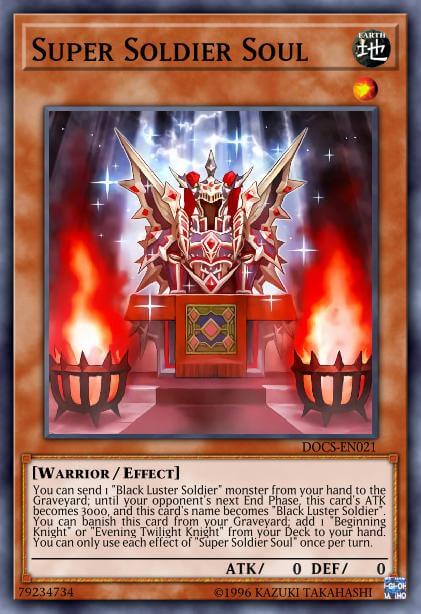 Super Soldier Soul
EARTH
地
DOCS-EN021
[Warrior / Effect]
You can send 1 "Black Luster Soldier" monster from your hand to the
Graveyard; until your opponent's next End Phase, this card's ATK
becomes 3000, and this card's name becomes "Black Luster Soldier".
You can banish this card from your Graveyard; add 1 "Beginning
Knight" or "Evening Twilight Knight" from your Deck to your hand.
You can only use each effect of "Super Soldier Soul" once per turn.
ATK/ 0 DEF/ 0
79234734
©1996 KAZUKI TAKAHASHI